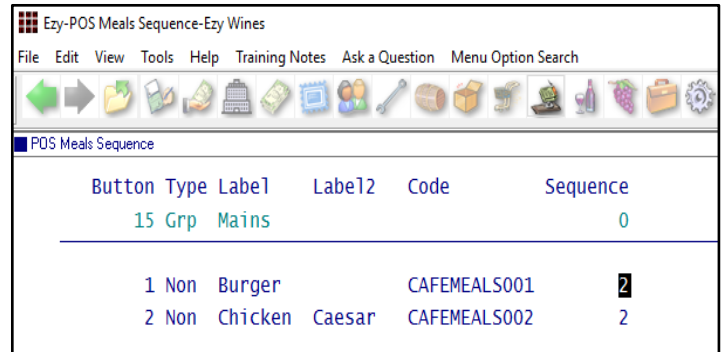 Ezy-POS Meals Sequence-Ezy Wines
File Edit View Tools Help Training Notes Ask a Question Menu Option Search
POS Meals Sequence
Button Type Label Label2 Code Sequence
15 Grp Mains 0
1 Non Burger CAFEMEALS001 2
2 Non Chicken Caesar CAFEMEALS002 2